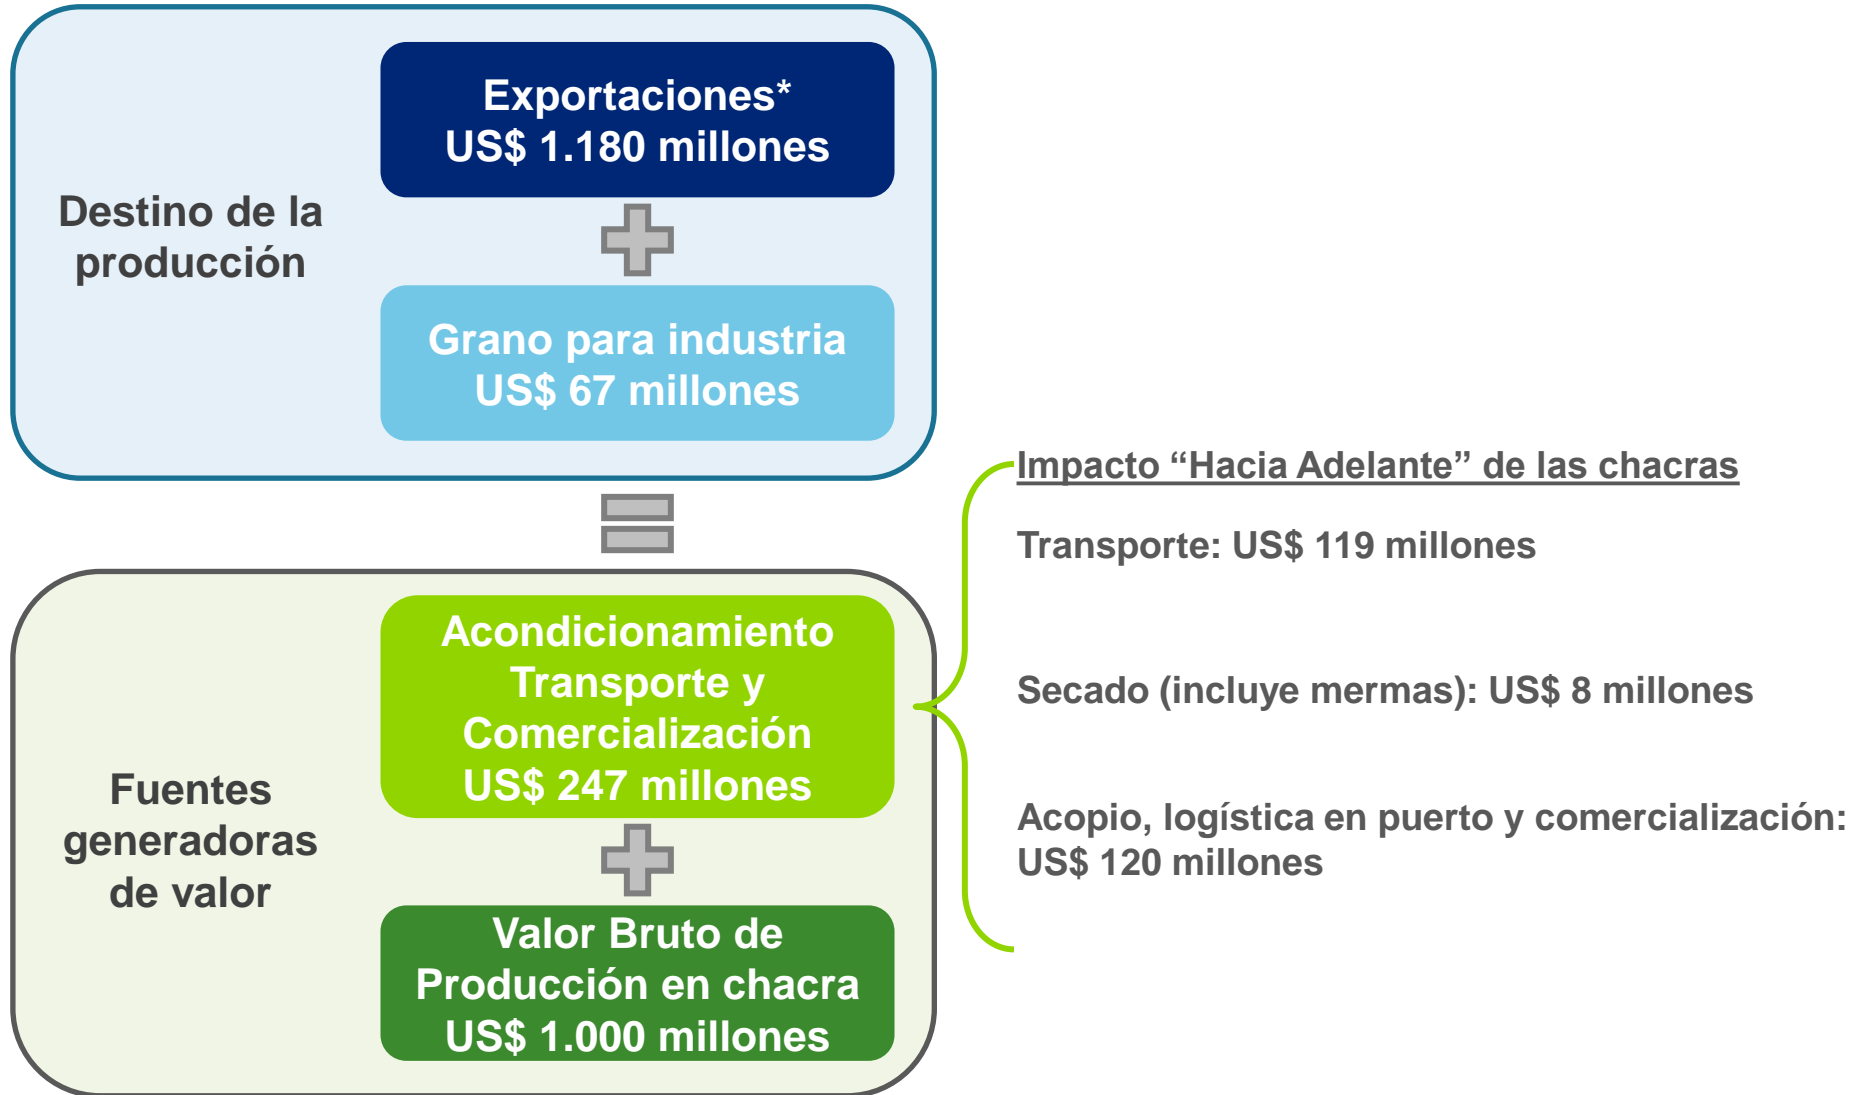 Destino de la
producción
Exportaciones*
US$ 1.180 millones
Grano para industria
US$ 67 millones
Fuentes
generadoras
de valor
Acondicionamiento
Transporte y
Comercialización
US$ 247 millones
Valor Bruto de
Producción en chacra
US$ 1.000 millones
Impacto “Hacia Adelante” de las chacras
Transporte: US$ 119 millones
Secado (incluye mermas): US$ 8 millones
Acopio, logística en puerto y comercialización:
US$ 120 millones